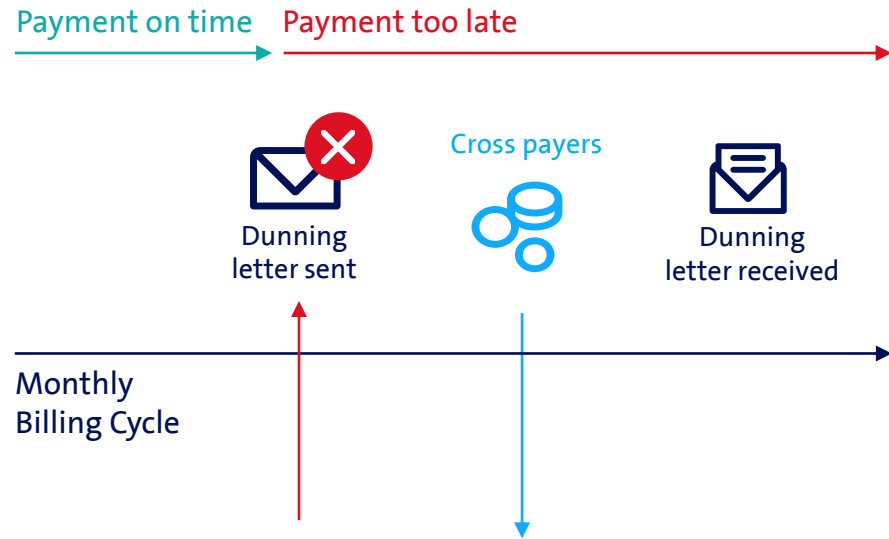 Payment on time
Payment too late
Cross payers
Dunning
letter sent
Dunning
letter received
Monthly
Billing Cycle